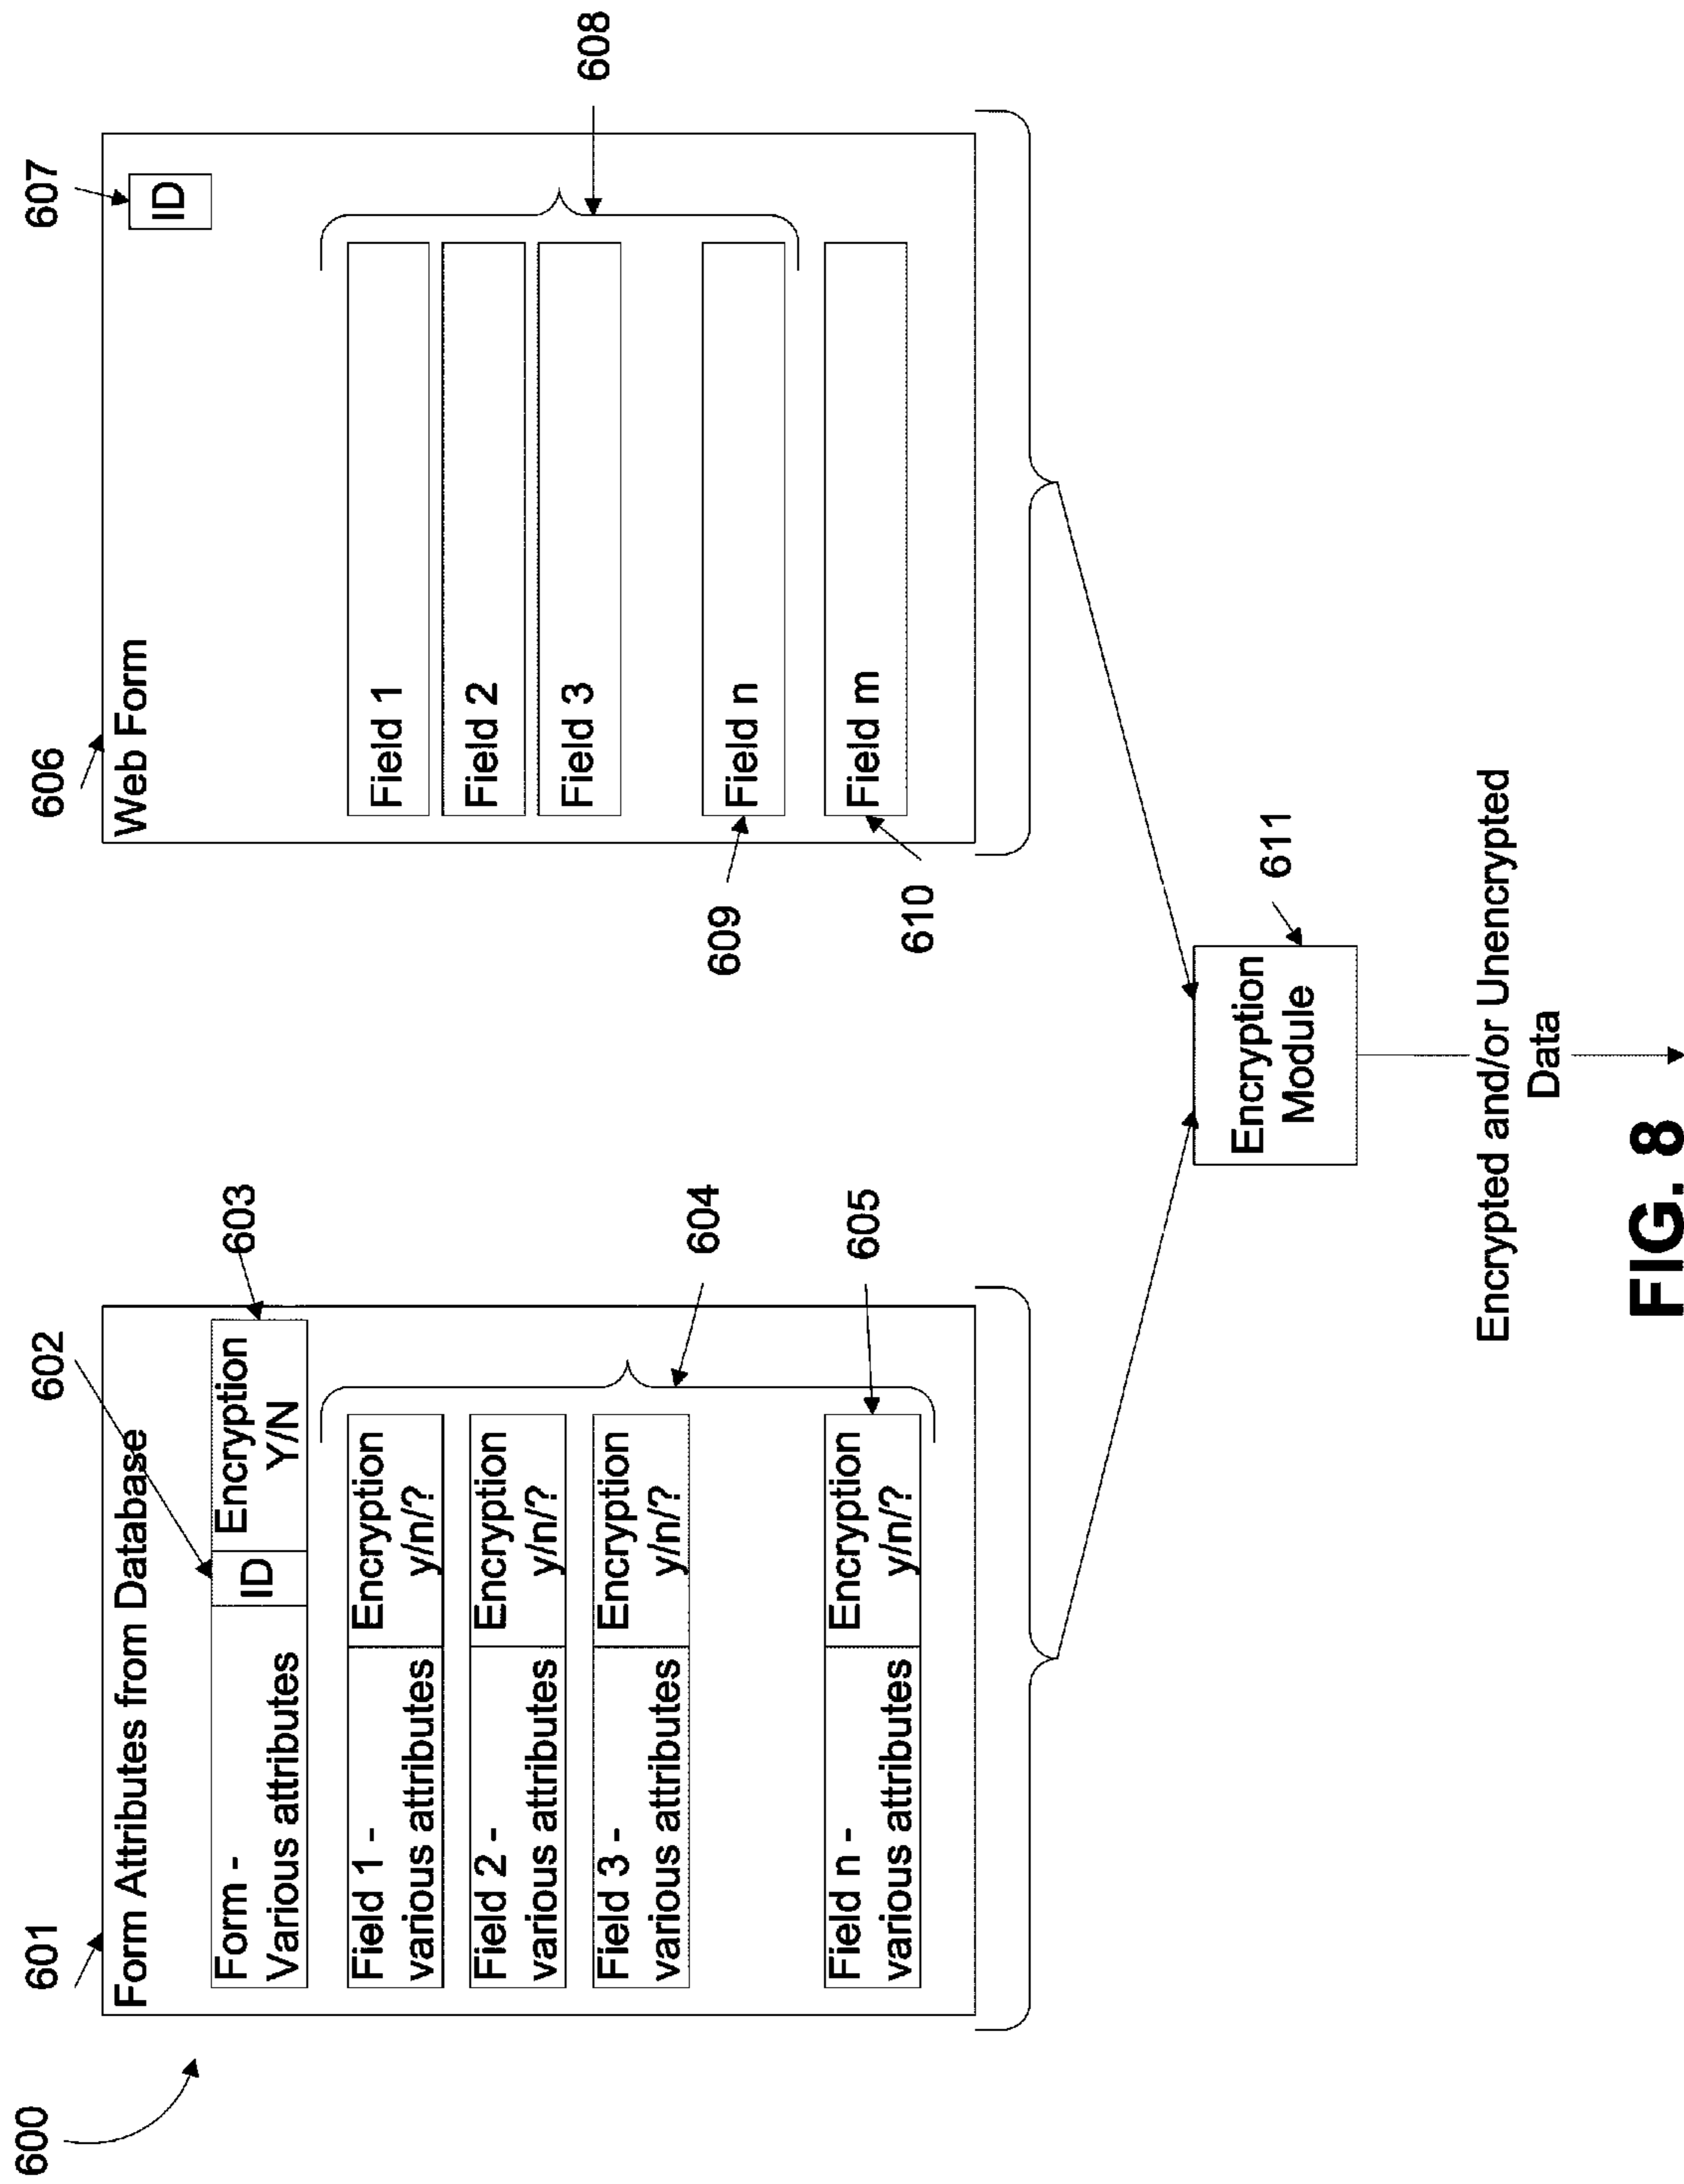 600
601
Form Attributes from Database
602
603
Form -
Various attributes
ID
Encryption
Y/N
Field 1 -
various attributes
Encryption
y/n/?
Field 2 -
various attributes
Encryption
y/n/?
Field 3 -
various attributes
Encryption
y/n/?
604
Field n -
various attributes
Encryption
y/n/?
605
606
Web Form
607
ID
Field 1
Field 2
Field 3
608
Field n
609
Field m
610
Encryption
Module
611
Encrypted and/or Unencrypted
Data
FIG. 8